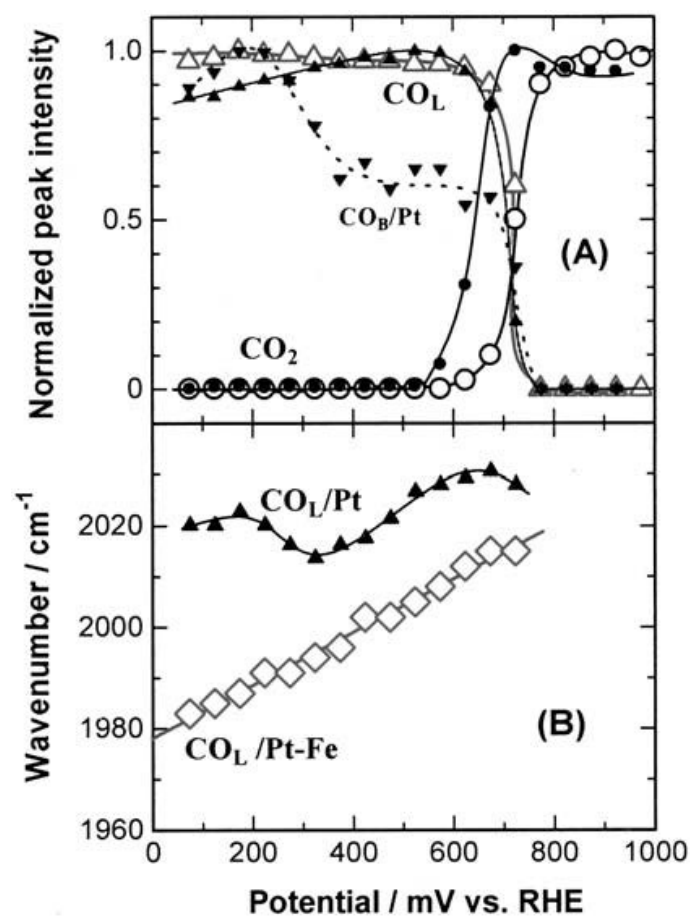 Normalized peak intensity
1.0
0.5
0
CO_L
CO_B/Pt
(A)
CO_2
Wavenumber / cm^-1
2020
2000
1980
1960
CO_L/Pt
(B)
CO_L /Pt-Fe
0 200 400 600 800 1000
Potential / mV vs. RHE